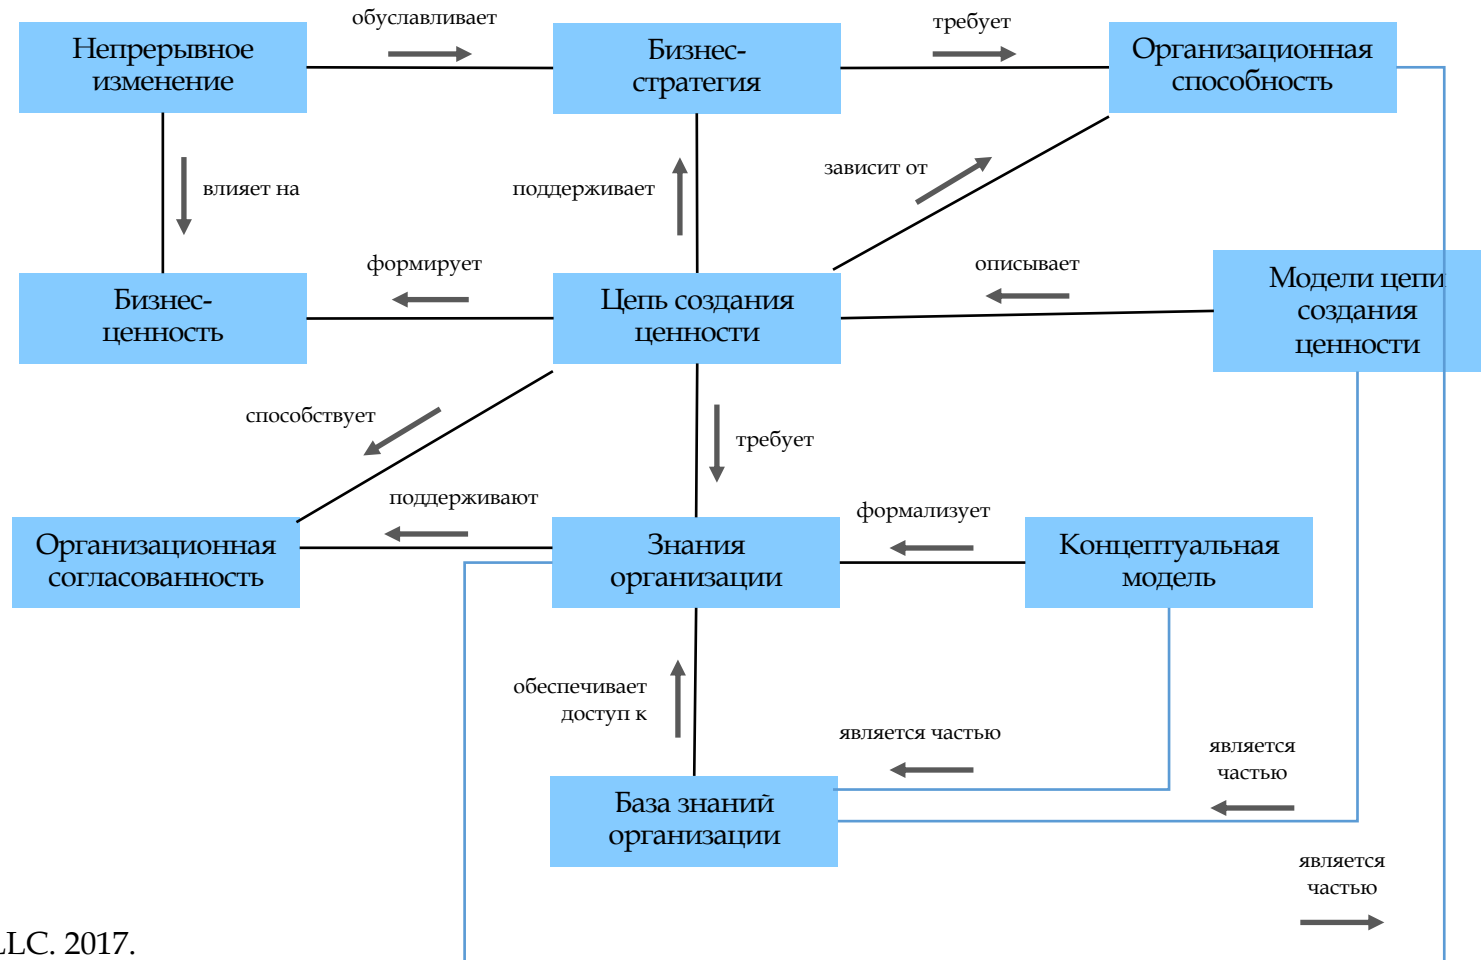 обуславливает
требует
Непрерывное
изменение
Бизнес-
стратегия
Организационная
способность
влияет на
поддерживает
зависит от
формирует
описывает
Бизнес-
ценность
Цепь создания
ценности
Модели цепи
создания
ценности
способствует
требует
поддерживают
формализует
Организационная
согласованность
Знания
организации
Концептуальная
модель
обеспечивает
доступ к
является частью
является
частью
База знаний
организации
является
частью
LLC. 2017.